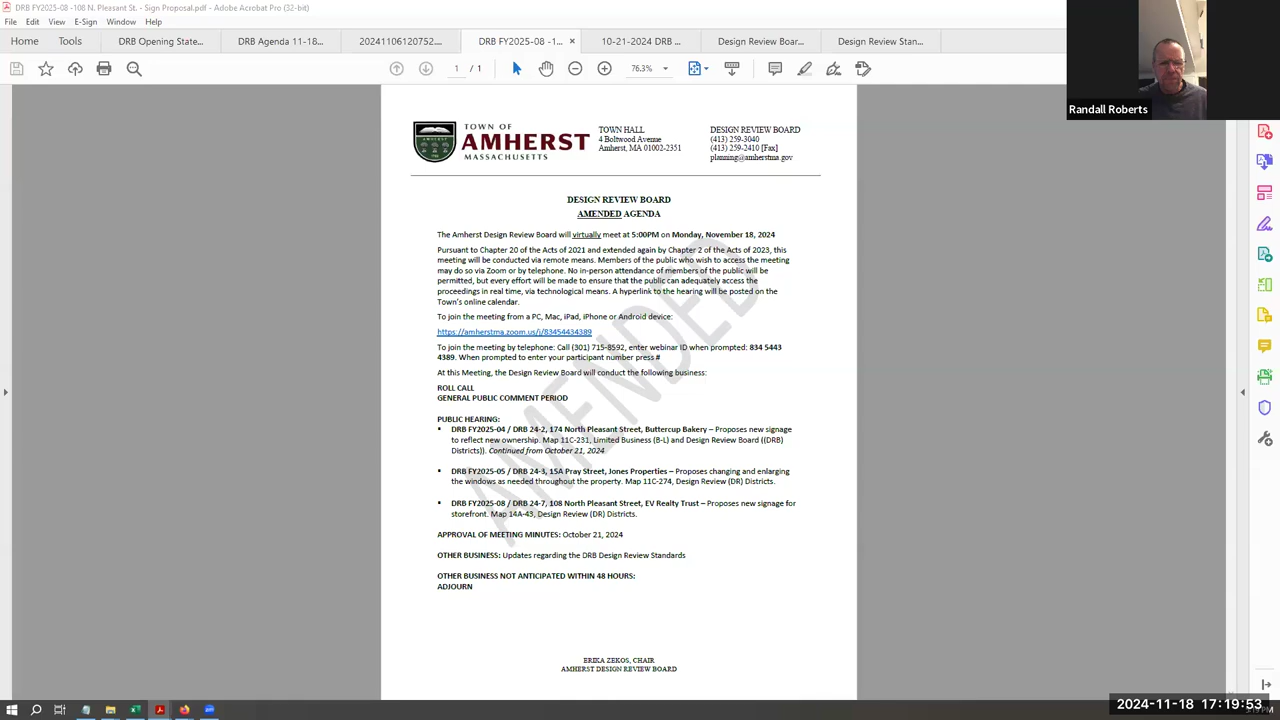 DRB FY2025-08 -108 N. Pleasant St. - Sign Proposal.pdf - Adobe Acrobat Pro (32-bit)
File Edit View E-Sign Window Help
Home Tools DRB Opening State... DRB Agenda 11-18... 20241106120752.... DRB FY2025-08 -1... × 10-21-2024 DRB ... Design Review Boar... Design Review Stan...
1 / 1 76.3%
Randall Roberts
TOWN OF
AMHERST
MASSACHUSETTS
TOWN HALL
4 Boltwood Avenue
Amherst, MA 01002-2351
DESIGN REVIEW BOARD
(413) 259-3040
(413) 259-2410 [Fax]
planning@amherstma.gov
DESIGN REVIEW BOARD
AMENDED AGENDA
The Amherst Design Review Board will virtually meet at 5:00PM on Monday, November 18, 2024
Pursuant to Chapter 20 of the Acts of 2021 and extended again by Chapter 2 of the Acts of 2023, this
meeting will be conducted via remote means. Members of the public who wish to access the meeting
may do so via Zoom or by telephone. No in-person attendance of members of the public will be
permitted, but every effort will be made to ensure that the public can adequately access the
proceedings in real time, via technological means. A hyperlink to the hearing will be posted on the
Town's online calendar.
To join the meeting from a PC, Mac, iPad, iPhone or Android device:
https://amherstma.zoom.us/j/83454434389
To join the meeting by telephone: Call (301) 715-8592, enter webinar ID when prompted: 834 5443
4389. When prompted to enter your participant number press #
At this Meeting, the Design Review Board will conduct the following business:
ROLL CALL
GENERAL PUBLIC COMMENT PERIOD
PUBLIC HEARING:
▪ DRB FY2025-04 / DRB 24-2, 174 North Pleasant Street, Buttercup Bakery – Proposes new signage
to reflect new ownership. Map 11C-231, Limited Business (B-L) and Design Review Board ((DRB)
Districts)). Continued from October 21, 2024
▪ DRB FY2025-05 / DRB 24-3, 15A Pray Street, Jones Properties – Proposes changing and enlarging
the windows as needed throughout the property. Map 11C-274, Design Review (DR) Districts.
▪ DRB FY2025-08 / DRB 24-7, 108 North Pleasant Street, EV Realty Trust – Proposes new signage for
storefront. Map 14A-43, Design Review (DR) Districts.
APPROVAL OF MEETING MINUTES: October 21, 2024
OTHER BUSINESS: Updates regarding the DRB Design Review Standards
OTHER BUSINESS NOT ANTICIPATED WITHIN 48 HOURS:
ADJOURN
AMENDED
ERIKA ZEKOS, CHAIR
AMHERST DESIGN REVIEW BOARD
2024-11-18 17:19:53